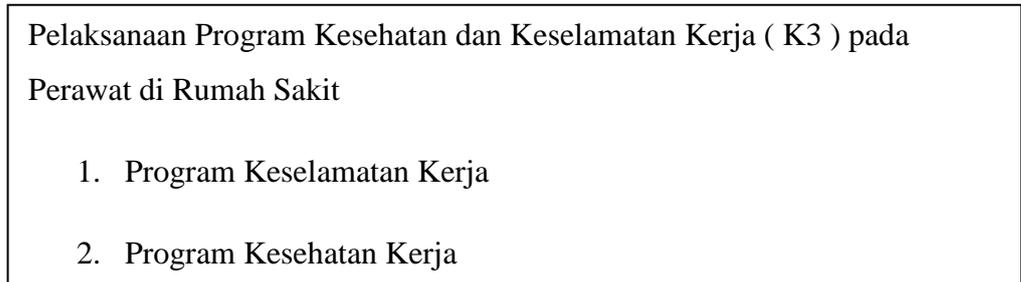 Pelaksanaan Program Kesehatan dan Keselamatan Kerja ( K3 ) pada
Perawat di Rumah Sakit
1. Program Keselamatan Kerja
2. Program Kesehatan Kerja